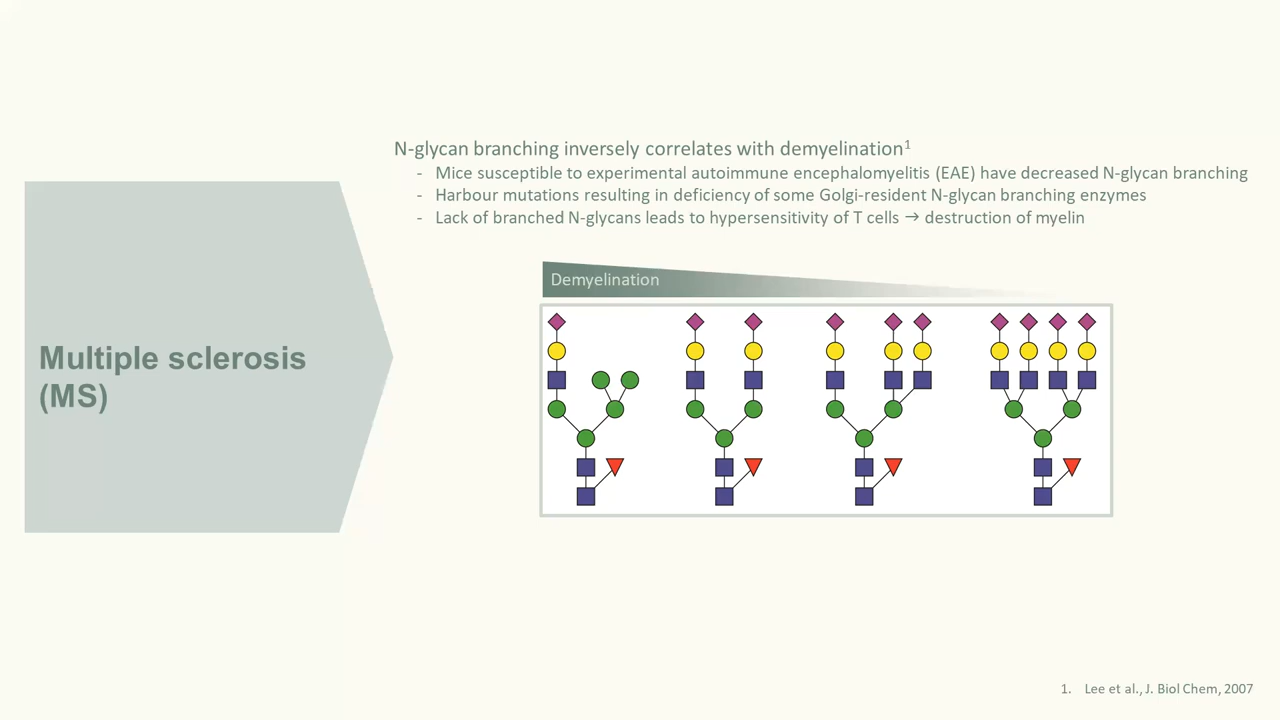 N-glycan branching inversely correlates with demyelination¹
- Mice susceptible to experimental autoimmune encephalomyelitis (EAE) have decreased N-glycan branching
- Harbour mutations resulting in deficiency of some Golgi-resident N-glycan branching enzymes
- Lack of branched N-glycans leads to hypersensitivity of T cells → destruction of myelin
Demyelination
Multiple sclerosis
(MS)
1. Lee et al., J. Biol Chem, 2007